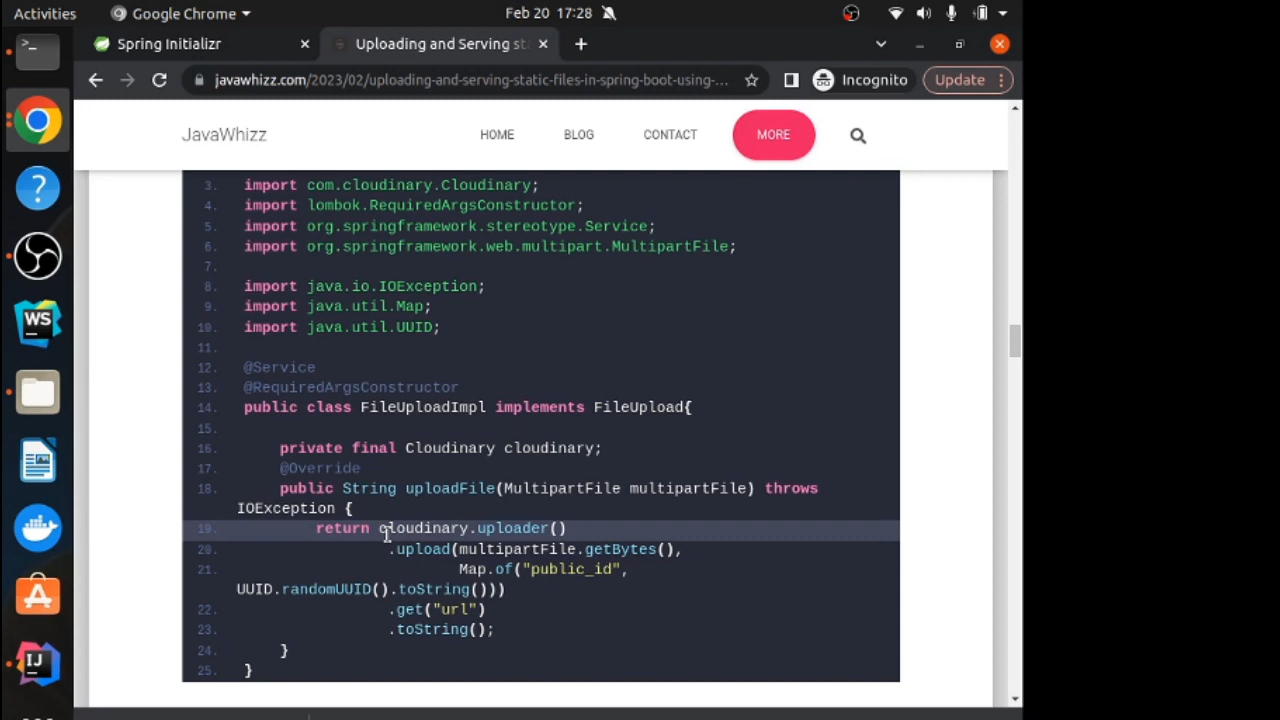 Activities
Google Chrome
Feb 20 17:28
Spring Initializr
Uploading and Serving st
javawhizz.com/2023/02/uploading-and-serving-static-files-in-spring-boot-using-...
Incognito
Update
JavaWhizz
HOME
BLOG
CONTACT
MORE
3. import com.cloudinary.Cloudinary;
4. import lombok.RequiredArgsConstructor;
5. import org.springframework.stereotype.Service;
6. import org.springframework.web.multipart.MultipartFile;
7.
8. import java.io.IOException;
9. import java.util.Map;
10. import java.util.UUID;
11.
12. @Service
13. @RequiredArgsConstructor
14. public class FileUploadImpl implements FileUpload{
15.
16. private final Cloudinary cloudinary;
17. @Override
18. public String uploadFile(MultipartFile multipartFile) throws
IOException {
19. return cloudinary.uploader()
20. .upload(multipartFile.getBytes(),
21. Map.of("public_id",
UUID.randomUUID().toString()))
22. .get("url")
23. .toString();
24. }
25. }
WS
IJ